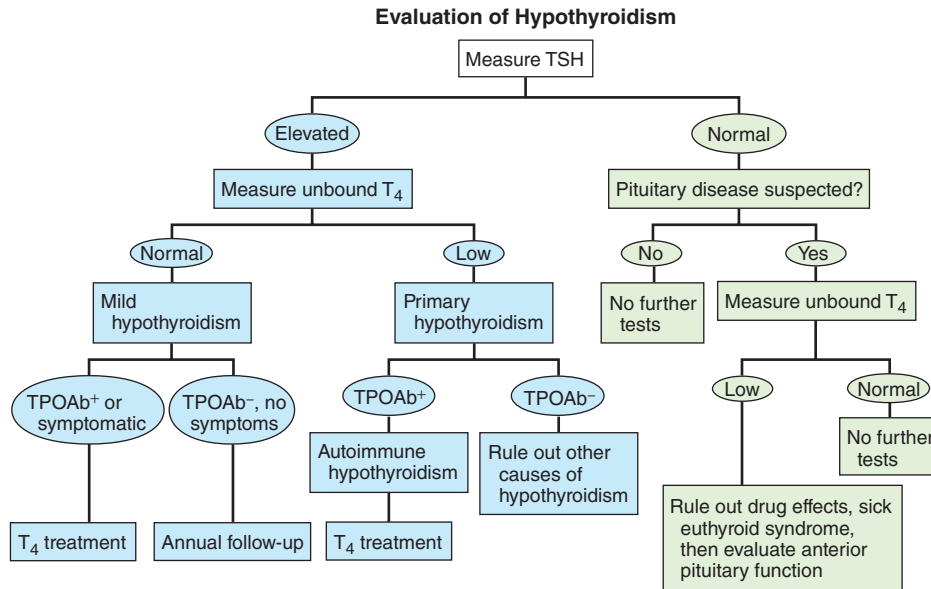 Evaluation of Hypothyroidism
Measure TSH
Elevated
Normal
Measure unbound T₄
Pituitary disease suspected?
Normal
Low
No
Yes
Mild
hypothyroidism
Primary
hypothyroidism
No further
tests
Measure unbound T₄
TPOAb⁺ or
symptomatic
TPOAb⁻, no
symptoms
TPOAb⁺
TPOAb⁻
Low
Normal
Autoimmune
hypothyroidism
Rule out other
causes of
hypothyroidism
No further
tests
T₄ treatment
Annual follow-up
T₄ treatment
Rule out drug effects, sick
euthyroid syndrome,
then evaluate anterior
pituitary function